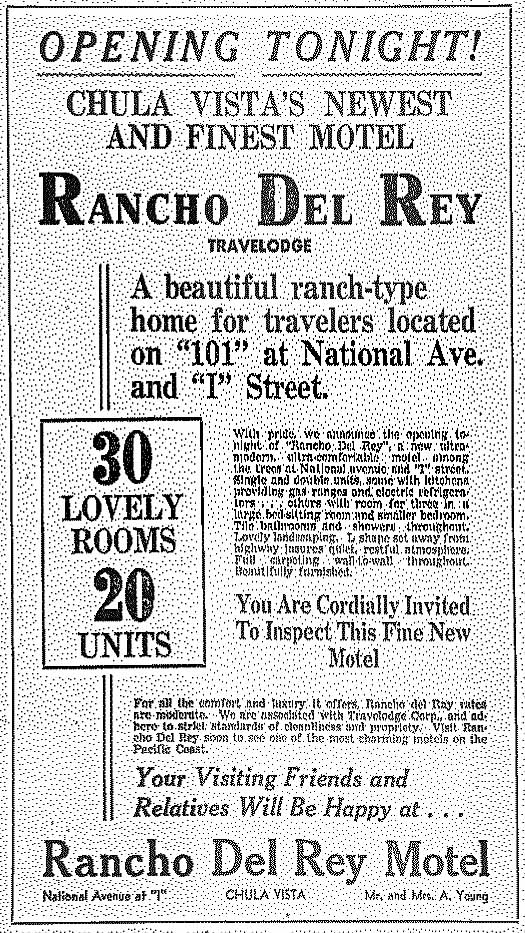 OPENING TONIGHT!
CHULA VISTA'S NEWEST
AND FINEST MOTEL
RANCHO DEL REY
TRAVELODGE
A beautiful ranch-type
home for travelers located
on "101" at National Ave.
and "I" Street.
30
LOVELY
ROOMS
20
UNITS
With pride, we announce the opening to-
night of "Rancho Del Rey", a new ultra-
modern, ultra-comfortable motel among
the trees at National avenue and "I" street.
Single and double units, some with kitchens
providing gas ranges and electric refrigera-
tors . . . others with room for three in a
large bed-sitting room and smaller bedroom.
Tile bathrooms and showers throughout.
Lovely landscaping. L shape set away from
highway insures quiet, restful atmosphere.
Full carpeting wall-to-wall throughout.
Beautifully furnished.
You Are Cordially Invited
To Inspect This Fine New
Motel
For all the comfort and luxury it offers, Rancho del Ray rates
are moderate. We are associated with Travelodge Corp., and ad-
here to strict standards of cleanliness and propriety. Visit Ran-
cho Del Rey soon to see one of the most charming motels on the
Pacific Coast.
Your Visiting Friends and
Relatives Will Be Happy at . . .
Rancho Del Rey Motel
National Avenue at "I" CHULA VISTA Mr. and Mrs. A. Young